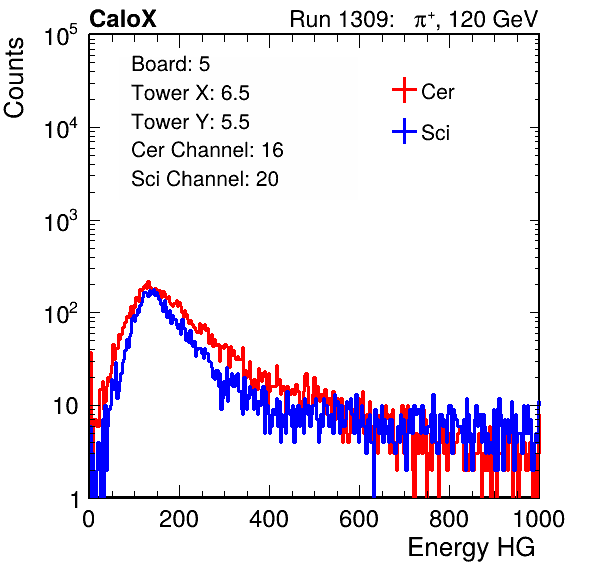 CaloX Run 1309: π⁺, 120 GeV
Board: 5
Tower X: 6.5
Tower Y: 5.5
Cer Channel: 16
Sci Channel: 20
Cer
Sci
Counts
10⁵
10⁴
10³
10²
10
1
0 200 400 600 800 1000
Energy HG